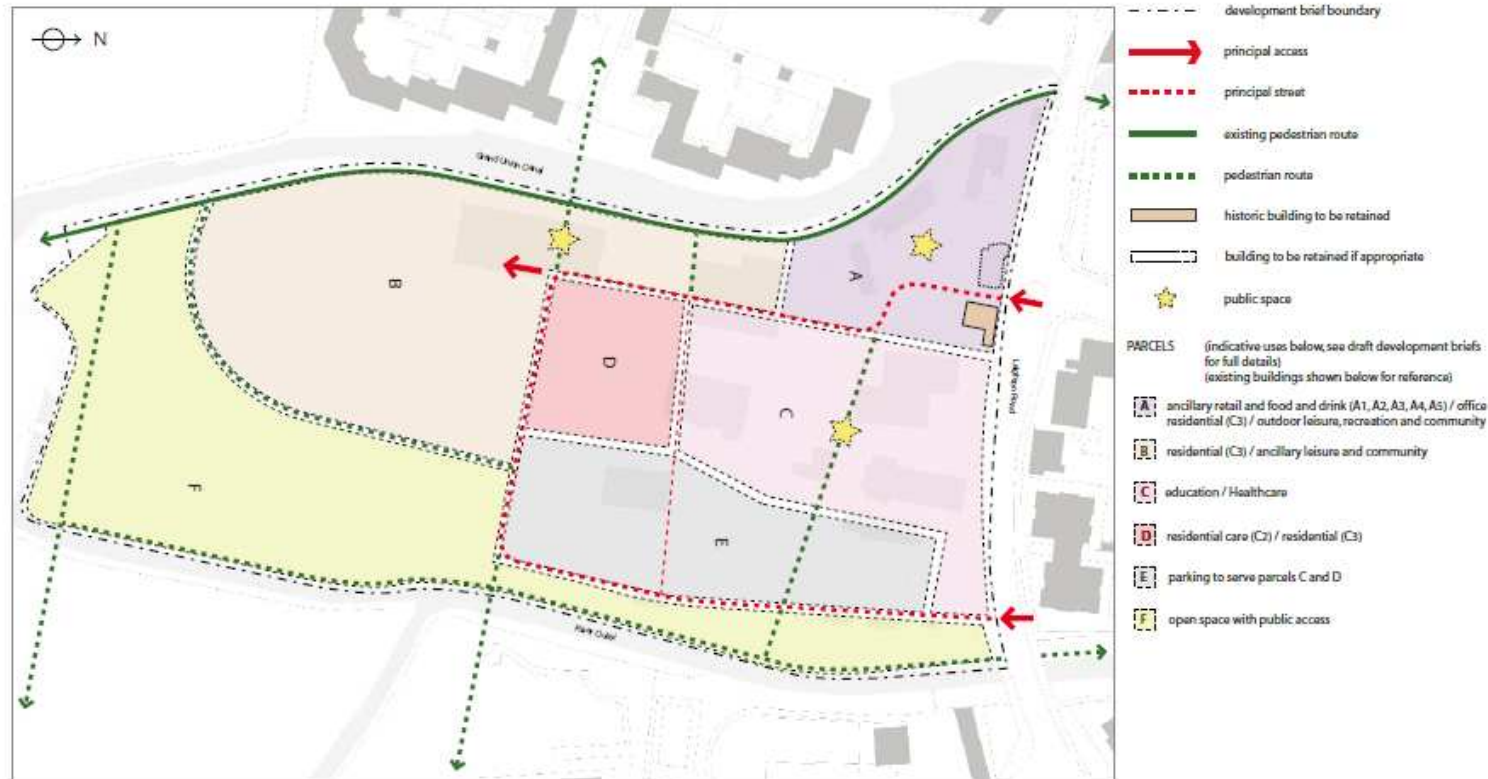 N
Grand Union Canal
Leighton Road
A
B
C
D
E
F
development brief boundary
principal access
principal street
existing pedestrian route
pedestrian route
historic building to be retained
building to be retained if appropriate
public space
PARCELS (indicative uses below, see draft development briefs
for full details)
(existing buildings shown below for reference)
A ancillary retail and food and drink (A1, A2, A3, A4, A5) / office
residential (C3) / outdoor leisure, recreation and community
B residential (C3) / ancillary leisure and community
C education / Healthcare
D residential care (C2) / residential (C3)
E parking to serve parcels C and D
F open space with public access